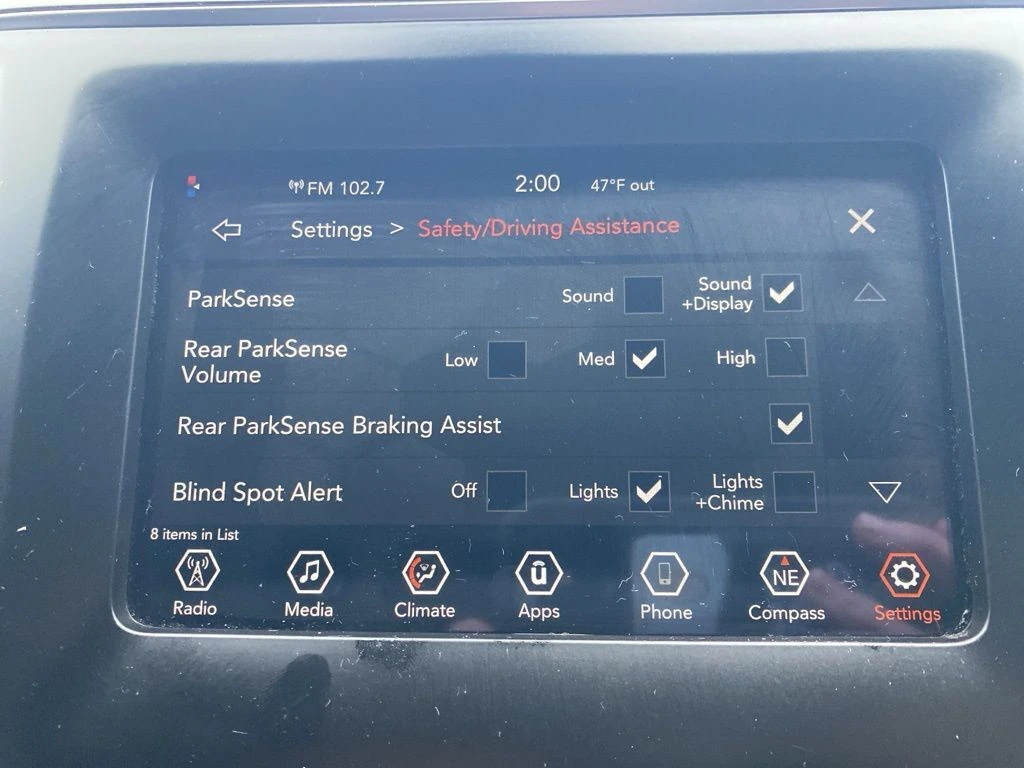 FM 102.7 2:00 47°F out
Settings > Safety/Driving Assistance
ParkSense Sound Sound
+Display
Rear ParkSense
Volume Low Med High
Rear ParkSense Braking Assist
Blind Spot Alert Off Lights Lights
+Chime
8 items in List
û NE
Radio Media Climate Apps Phone Compass Settings